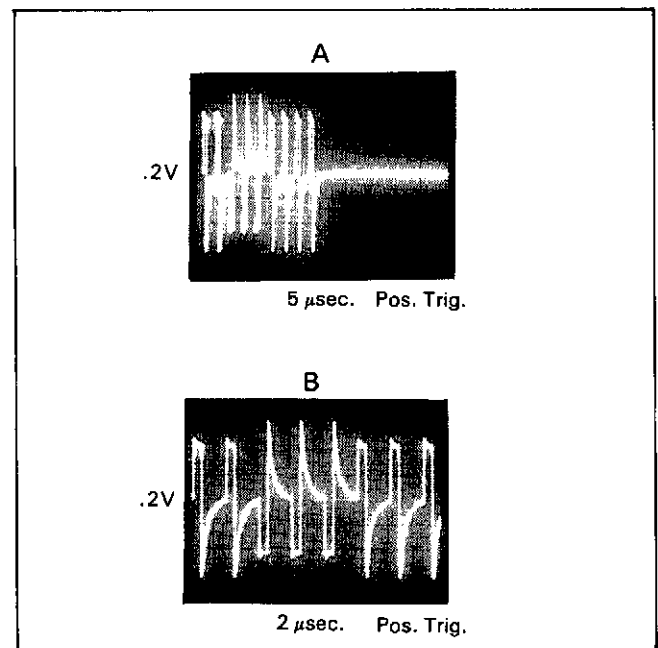 A
.2V
5 μsec. Pos. Trig.
B
.2V
2 μsec. Pos. Trig.